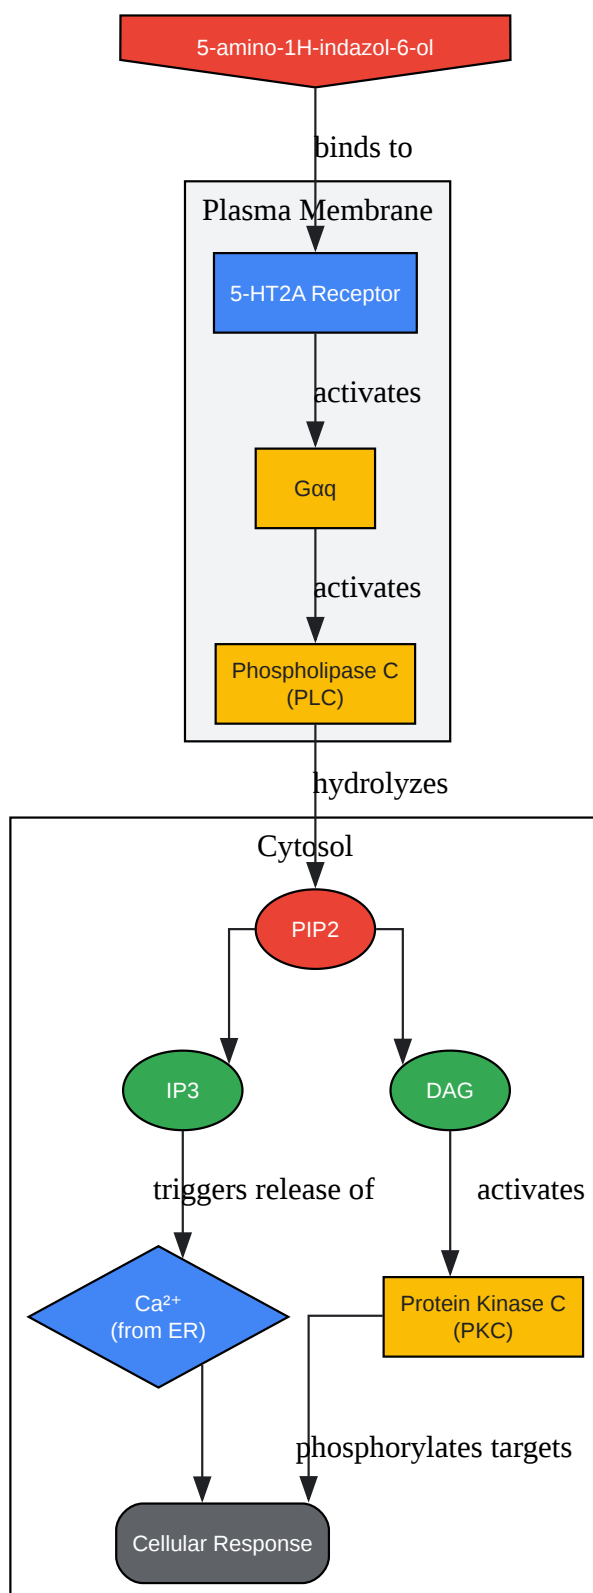 5-amino-1H-indazol-6-ol
binds to
Plasma Membrane
5-HT2A Receptor
activates
Gαq
activates
Phospholipase C
(PLC)
hydrolyzes
Cytosol
PIP2
IP3
DAG
triggers release of
activates
Ca²⁺
(from ER)
Protein Kinase C
(PKC)
phosphorylates targets
Cellular Response